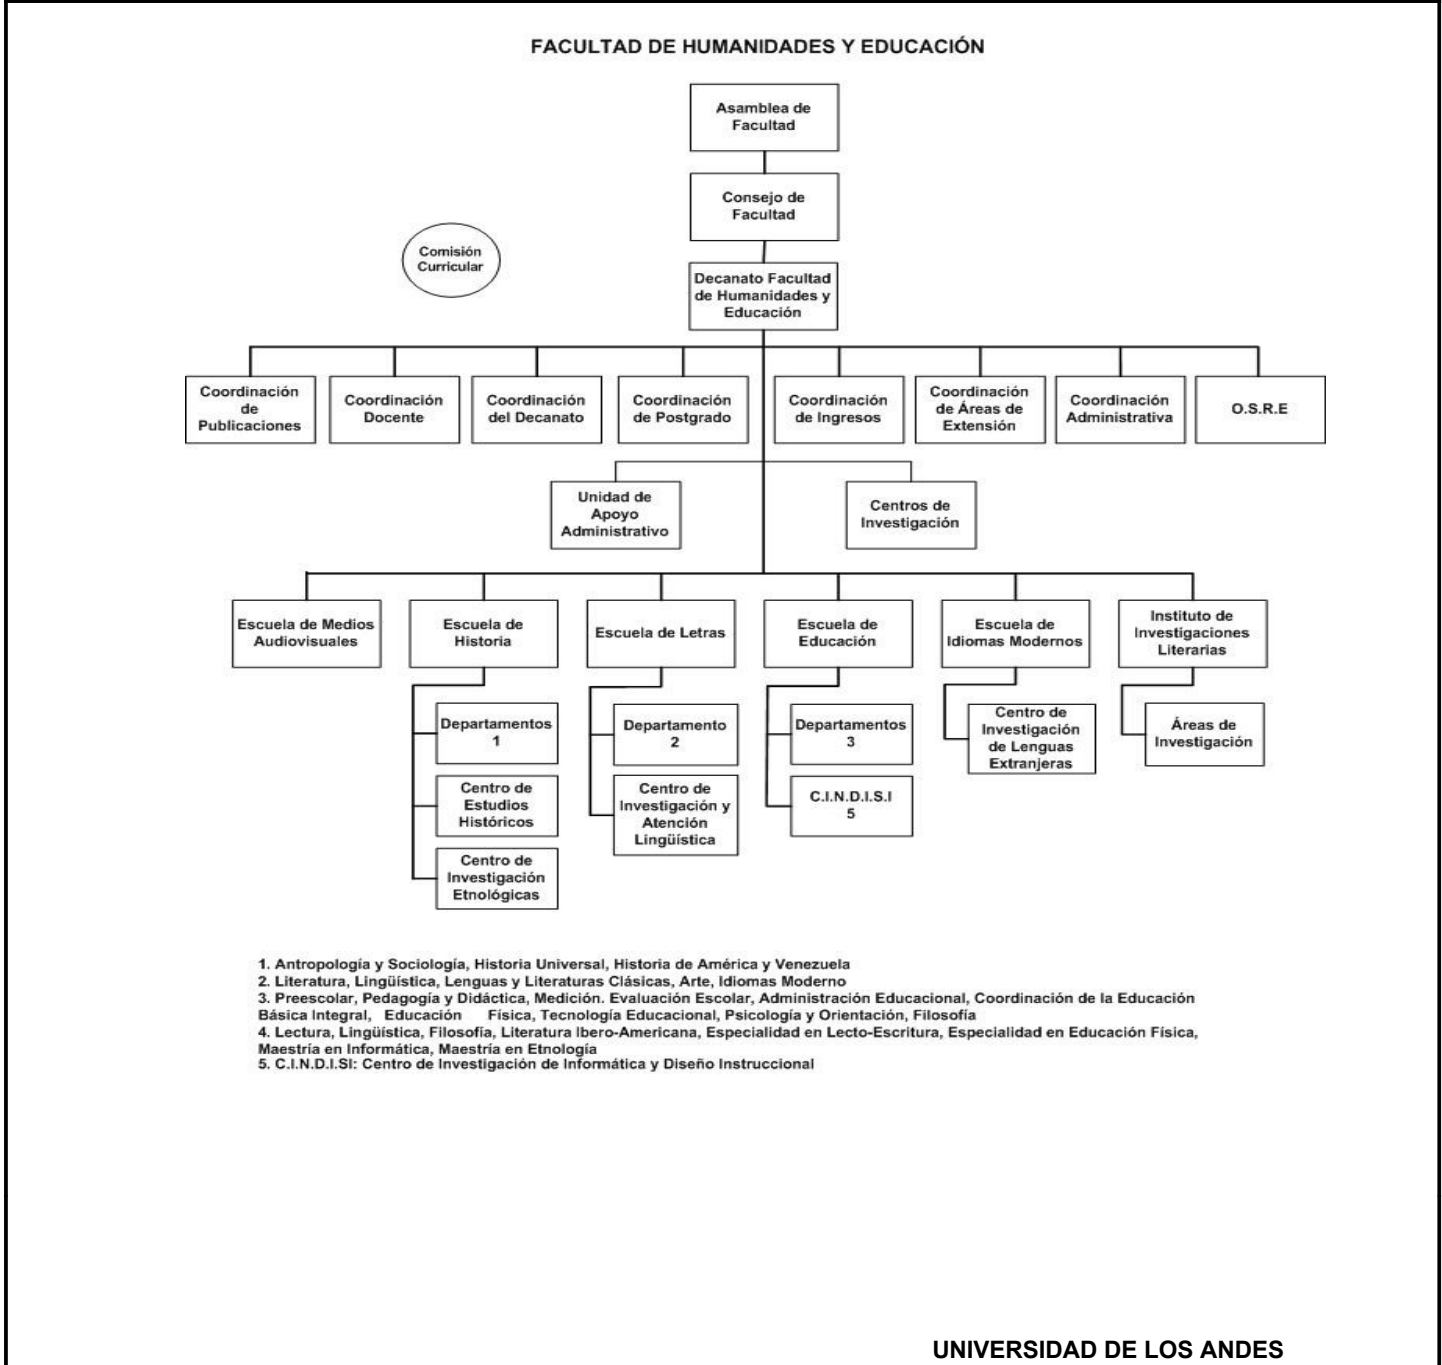 FACULTAD DE HUMANIDADES Y EDUCACIÓN
Asamblea de
Facultad
Consejo de
Facultad
Comisión
Curricular
Decanato Facultad
de Humanidades y
Educación
Coordinación
de
Publicaciones
Coordinación
Docente
Coordinación
del Decanato
Coordinación
de Postgrado
Coordinación
de Ingresos
Coordinación
de Áreas de
Extensión
Coordinación
Administrativa
O.S.R.E
Unidad de
Apoyo
Administrativo
Centros de
Investigación
Escuela de Medios
Audiovisuales
Escuela de
Historia
Escuela de Letras
Escuela de
Educación
Escuela de
Idiomas Modernos
Instituto de
Investigaciones
Literarias
Departamentos
1
Centro de
Estudios
Históricos
Centro de
Investigación
Etnológicas
Departamento
2
Centro de
Investigación y
Atención
Lingüística
Departamentos
3
C.I.N.D.I.S.I
5
Centro de
Investigación
de Lenguas
Extranjeras
Áreas de
Investigación
1. Antropología y Sociología, Historia Universal, Historia de América y Venezuela
2. Literatura, Lingüística, Lenguas y Literaturas Clásicas, Arte, Idiomas Moderno
3. Preescolar, Pedagogía y Didáctica, Medición. Evaluación Escolar, Administración Educacional, Coordinación de la Educación
Básica Integral, Educación Física, Tecnología Educacional, Psicología y Orientación, Filosofía
4. Lectura, Lingüística, Filosofía, Literatura Ibero-Americana, Especialidad en Lecto-Escritura, Especialidad en Educación Física,
Maestría en Informática, Maestría en Etnología
5. C.I.N.D.I.SI: Centro de Investigación de Informática y Diseño Instruccional
UNIVERSIDAD DE LOS ANDES